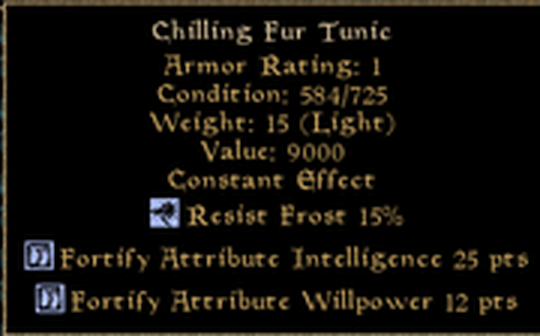 Chilling Fur Tunic
Armor Rating: 1
Condition: 584/725
Weight: 15 (Light)
Value: 9000
Constant Effect
Resist Frost 15%
Fortify Attribute Intelligence 25 pts
Fortify Attribute Willpower 12 pts